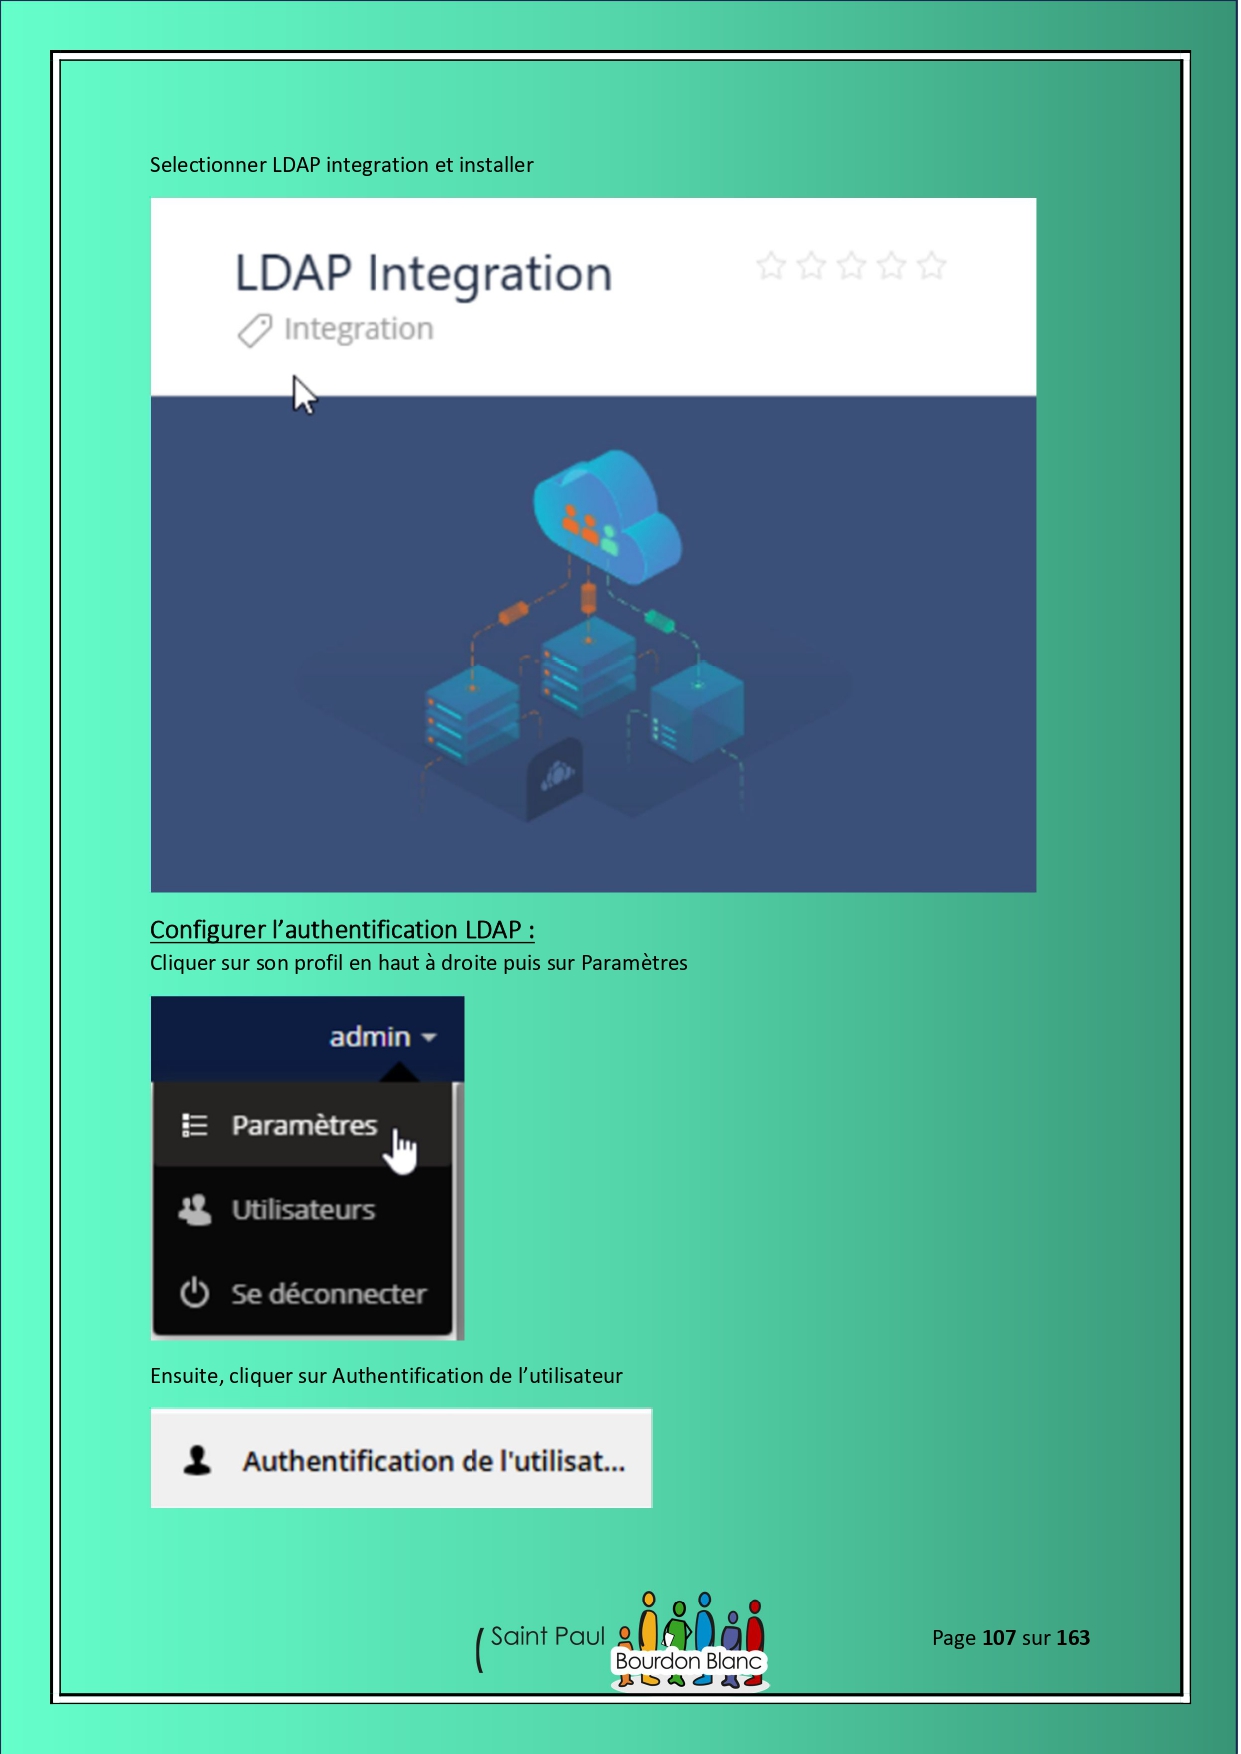 Selectionner LDAP integration et installer
LDAP Integration
Integration
Configurer l’authentification LDAP :
Cliquer sur son profil en haut à droite puis sur Paramètres
admin
Paramètres
Utilisateurs
Se déconnecter
Ensuite, cliquer sur Authentification de l’utilisateur
Authentification de l'utilisat...
Saint Paul
Bourdon Blanc
Page 107 sur 163